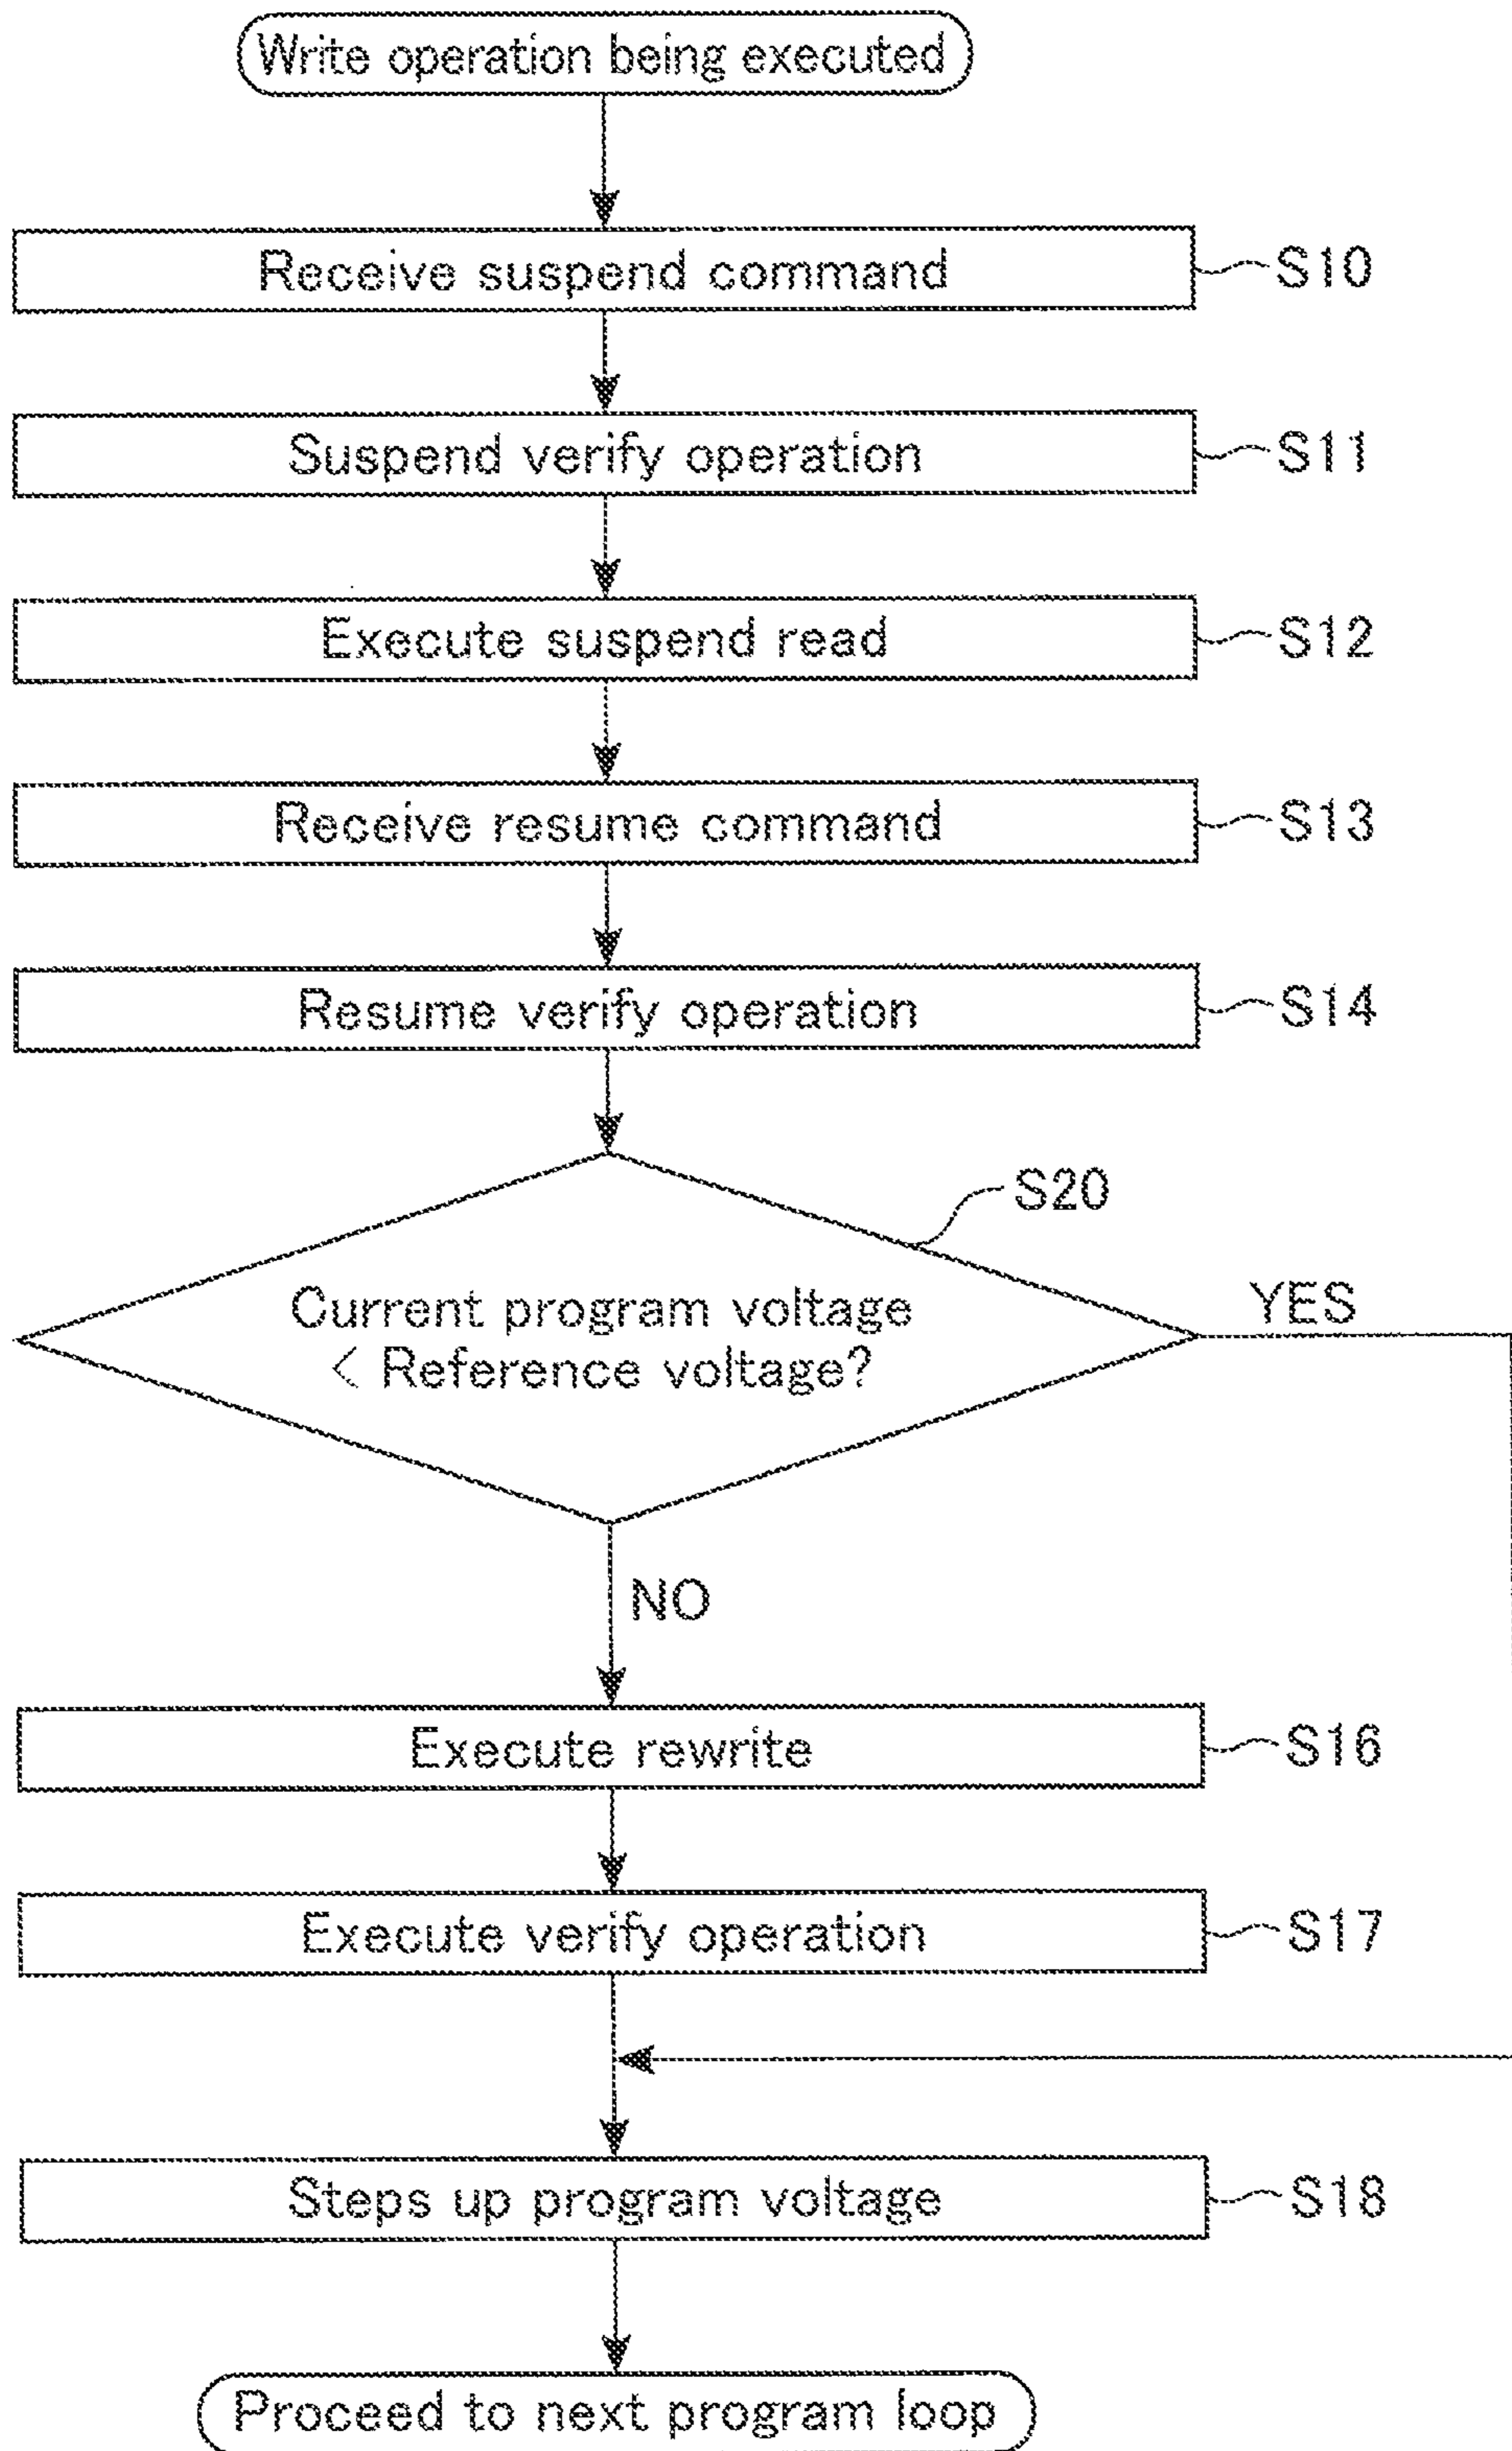 Write operation being executed
Receive suspend command S10
Suspend verify operation S11
Execute suspend read S12
Receive resume command S13
Resume verify operation S14
S20
Current program voltage
< Reference voltage?
YES
NO
Execute rewrite S16
Execute verify operation S17
Steps up program voltage S18
Proceed to next program loop